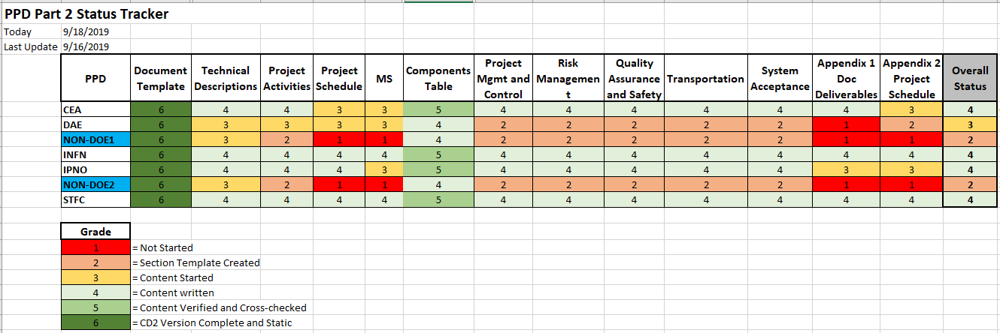 PPD Part 2 Status Tracker
Today 9/18/2019
Last Update 9/16/2019
PPD Document Template Technical Descriptions Project Activities Project Schedule MS Components Table Project Mgmt and Control Risk Managemen t Quality Assurance and Safety Transportation System Acceptance Appendix 1 Doc Deliverables Appendix 2 Project Schedule Overall Status
CEA 6 4 4 3 3 5 4 4 4 4 4 4 3 4
DAE 6 3 3 3 3 4 2 2 2 2 2 1 2 3
NON-DOE1 6 3 2 1 1 4 2 2 2 2 2 1 1 2
INFN 6 4 4 4 4 5 4 4 4 4 4 4 4 4
IPNO 6 4 4 4 3 5 4 4 4 4 4 3 3 4
NON-DOE2 6 3 2 1 1 4 2 2 2 2 2 1 1 2
STFC 6 4 4 4 4 5 4 4 4 4 4 4 4 4
Grade
1 = Not Started
2 = Section Template Created
3 = Content Started
4 = Content written
5 = Content Verified and Cross-checked
6 = CD2 Version Complete and Static